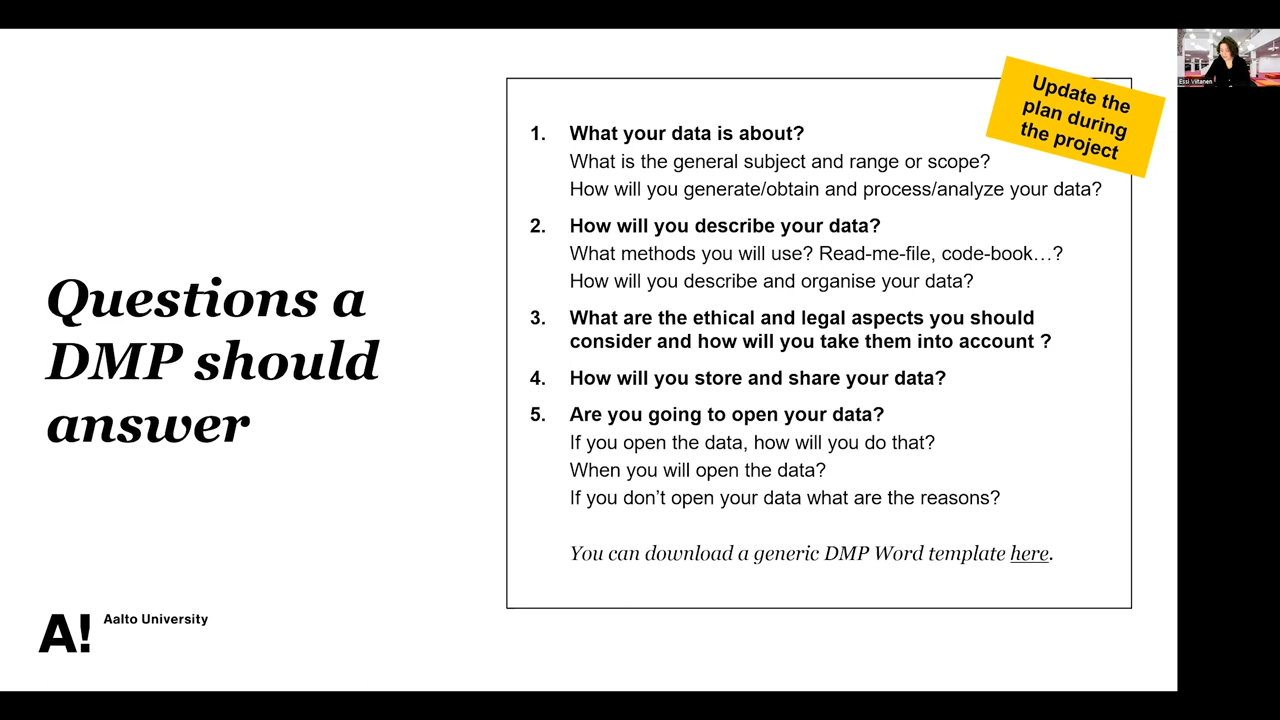 Questions a
DMP should
answer
Update the
plan during
the project
1. What your data is about?
What is the general subject and range or scope?
How will you generate/obtain and process/analyze your data?
2. How will you describe your data?
What methods you will use? Read-me-file, code-book…?
How will you describe and organise your data?
3. What are the ethical and legal aspects you should
consider and how will you take them into account ?
4. How will you store and share your data?
5. Are you going to open your data?
If you open the data, how will you do that?
When you will open the data?
If you don’t open your data what are the reasons?
You can download a generic DMP Word template here.
A! Aalto University
Essi Viitanen